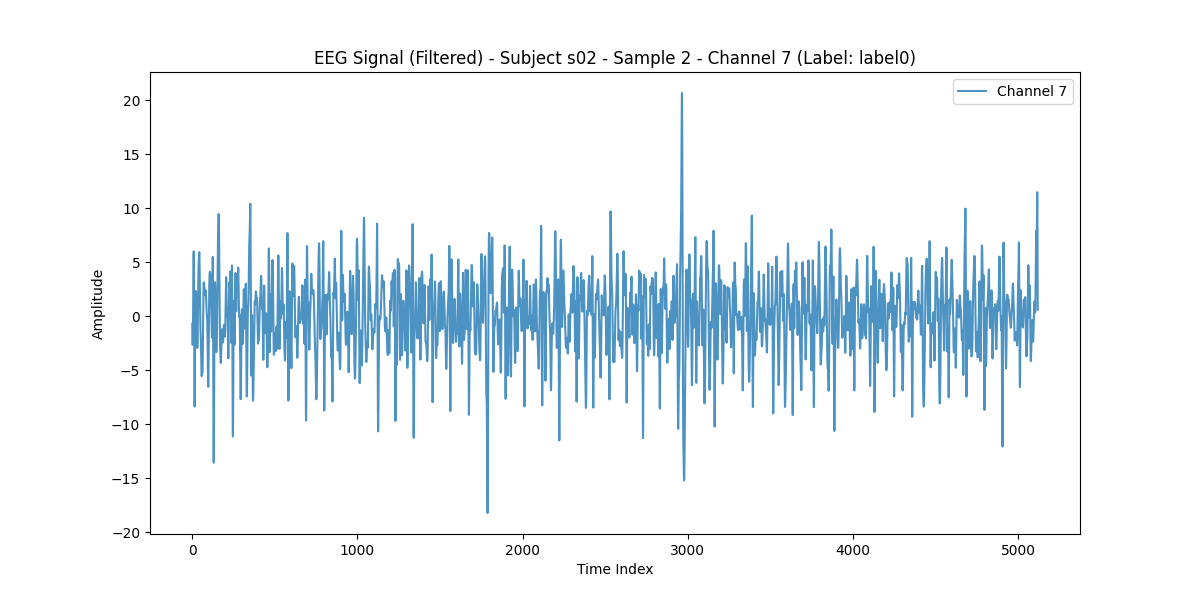 EEG Signal (Filtered) - Subject s02 - Sample 2 - Channel 7 (Label: label0)
Channel 7
20
15
10
5
0
−5
−10
−15
−20
Amplitude
0 1000 2000 3000 4000 5000
Time Index